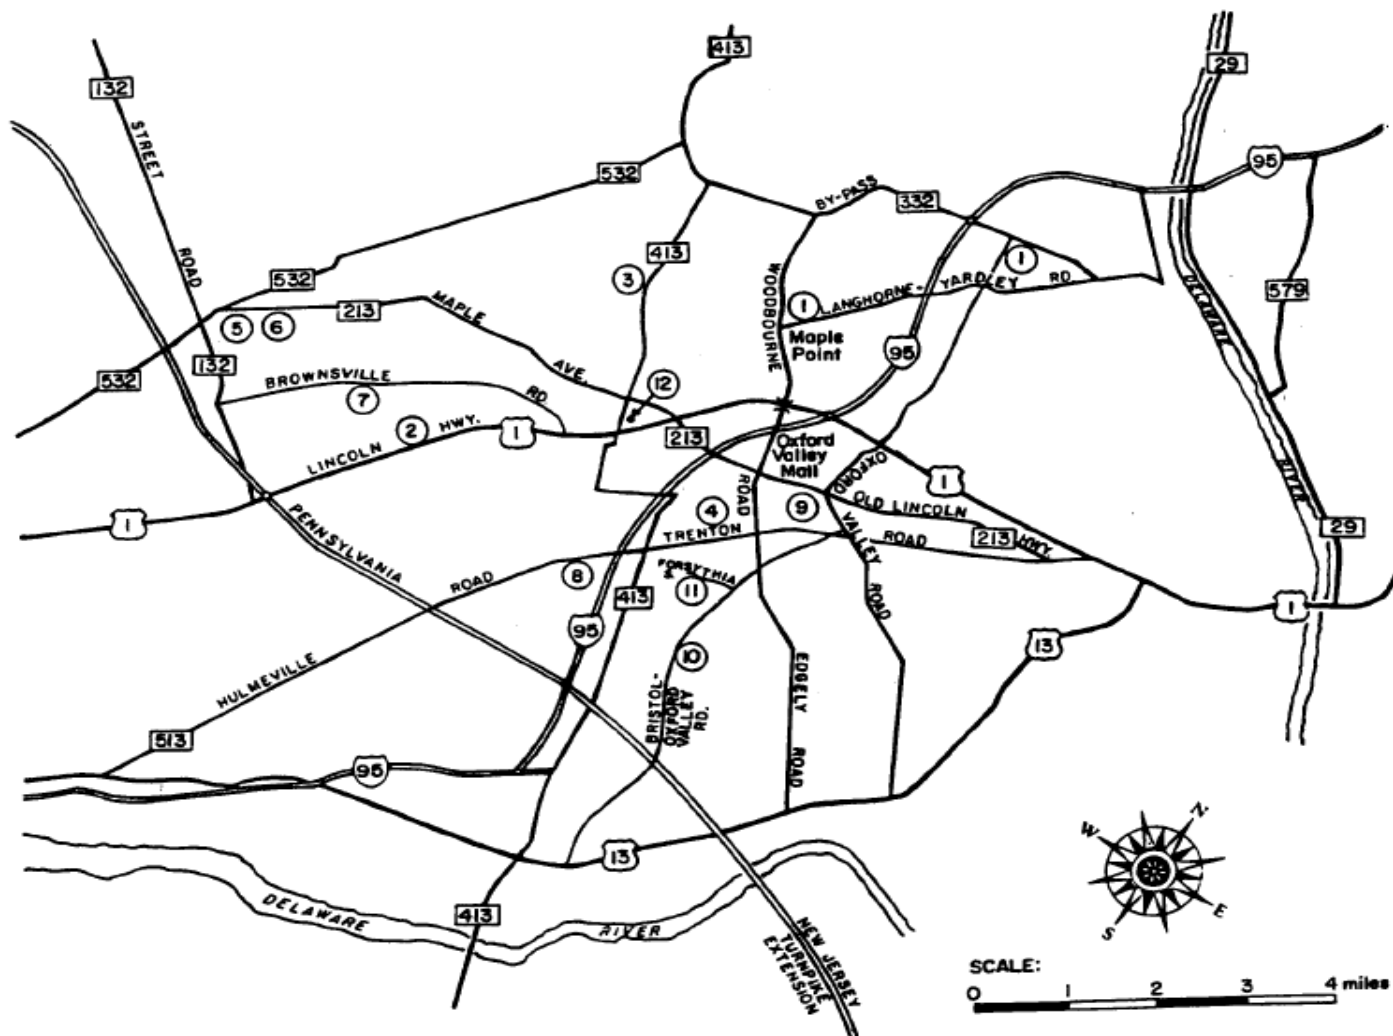 413
29
132
STREET
ROAD
532
95
BY-PASS
332
413
3
1
WOODBOURNE
LANGHORNE-YARDLEY RD
1
532
213
MAPLE
AVE.
5
6
579
DELAWARE
RIVER
Maple
Point
95
132
532
BROWNSVILLE
RD
7
12
LINCOLN
2
HWY.
1
213
Oxford
Valley
Mall
OXFORD
VALLEY
ROAD
1
OLD LINCOLN
HWY.
213
1
29
PENNSYLVANIA
ROAD
4
9
TRENTON
ROAD
8
FORSYTHIA
11
413
95
1
13
HULMEVILLE
ROAD
10
BRISTOL-
OXFORD
VALLEY
RD.
EDGELY
ROAD
513
95
13
413
DELAWARE
RIVER
NEW JERSEY
TURNPIKE
EXTENSION
N
W
E
S
SCALE:
0 1 2 3 4 miles